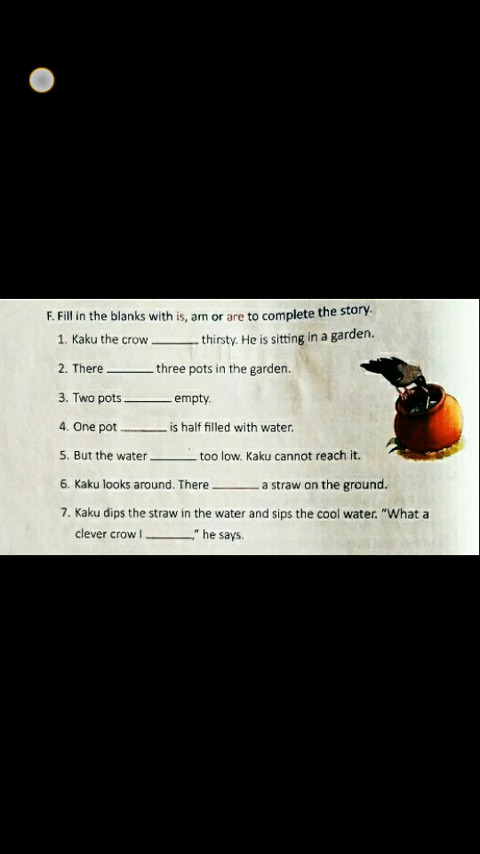 F. Fill in the blanks with is, am or are to complete the story.
1. Kaku the crow ________ thirsty. He is sitting in a garden.
2. There ________ three pots in the garden.
3. Two pots ________ empty.
4. One pot ________ is half filled with water.
5. But the water ________ too low. Kaku cannot reach it.
6. Kaku looks around. There ________ a straw on the ground.
7. Kaku dips the straw in the water and sips the cool water. “What a
clever crow I ________,” he says.